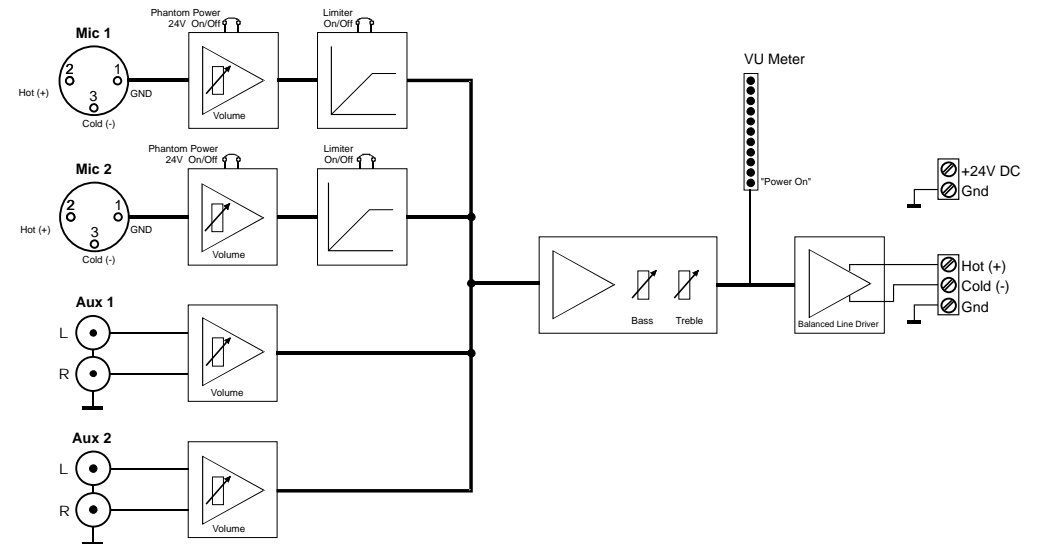 Phantom Power
24V On/Off
Limiter
On/Off
Mic 1
2
1
3
Hot (+)
GND
Cold (-)
Volume
Phantom Power
24V On/Off
Limiter
On/Off
Mic 2
2
1
3
Hot (+)
GND
Cold (-)
Volume
Aux 1
L
R
Volume
Aux 2
L
R
Volume
Bass
Treble
VU Meter
"Power On"
Balanced Line Driver
+24V DC
Gnd
Hot (+)
Cold (-)
Gnd